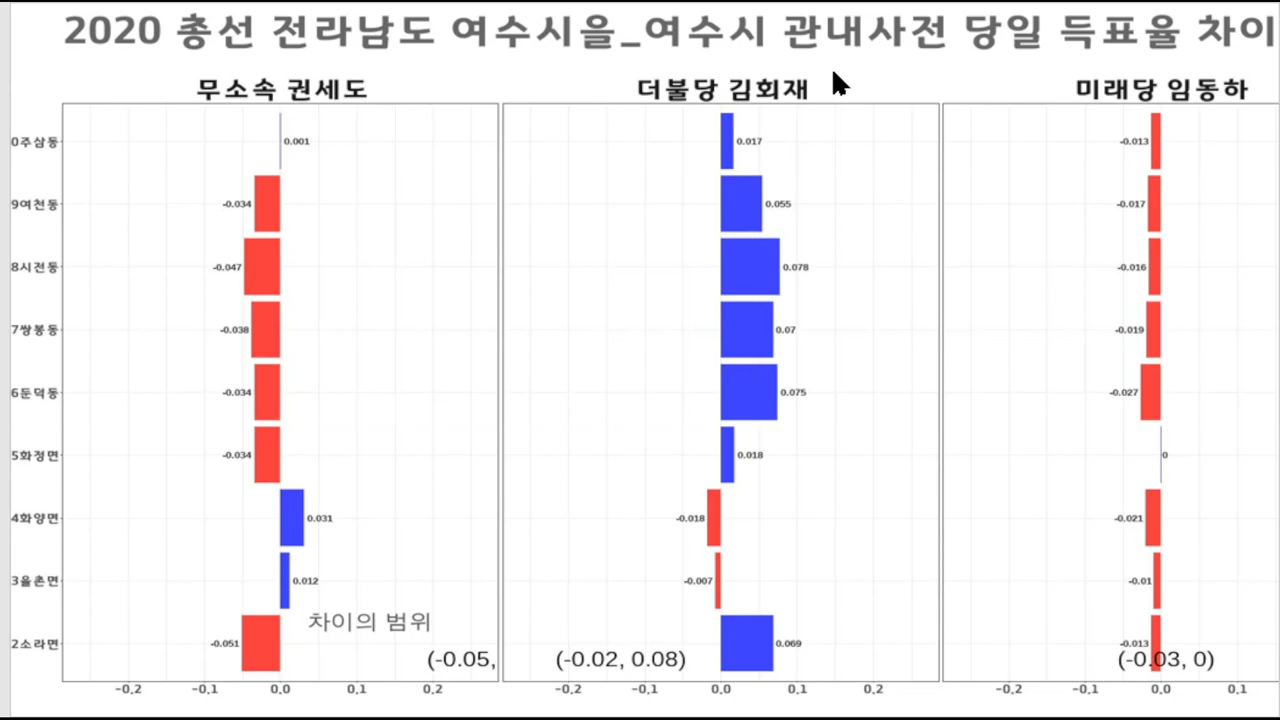 2020 총선 전라남도 여수시을_여수시 관내사전 당일 득표율 차이
무소속 권세도 더불당 김회재 미래당 임동하
0주삼동 0.001 0.017 -0.013
9여천동 -0.034 0.055 -0.017
8시전동 -0.047 0.078 -0.016
7쌍봉동 -0.038 0.07 -0.019
6둔덕동 -0.034 0.075 -0.027
5화정면 -0.034 0.018 0
4화양면 0.031 -0.018 -0.021
3율촌면 0.012 -0.007 -0.01
차이의 범위
2소라면 -0.051 0.069 -0.013
(-0.05, (-0.02, 0.08) (-0.03, 0)
-0.2 -0.1 0.0 0.1 0.2 -0.2 -0.1 0.0 0.1 0.2 -0.2 -0.1 0.0 0.1